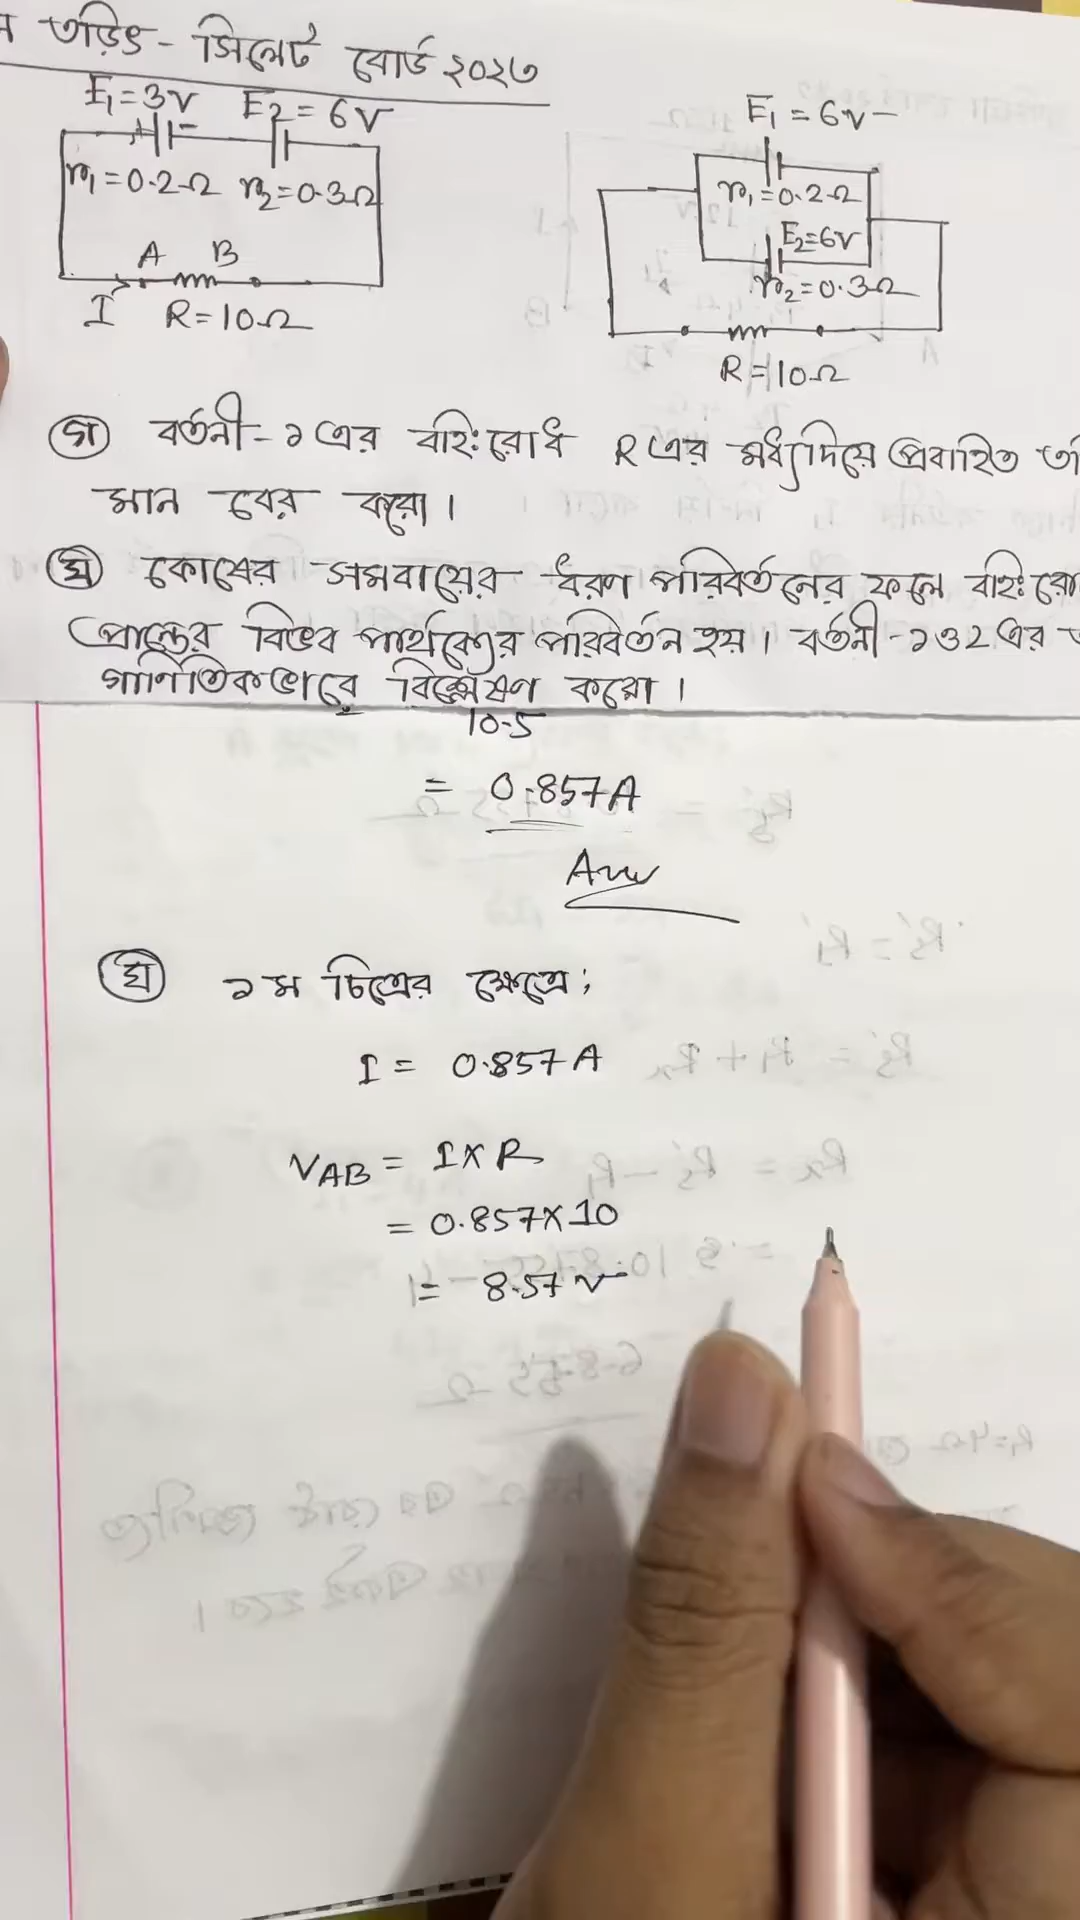 তড়িৎ - সিলেট বোর্ড ২০২৩
E₁=3V E₂=6V
r₁=0.2Ω r₂=0.3Ω
A B
I R=10Ω
E₁=6V
r₁=0.2Ω
E₂=6V
r₂=0.3Ω
R=10Ω
গ বর্তনী-১ এর বহিঃরোধ R এর মধ্যদিয়ে প্রবাহিত
মান বের করো।
ঘ কোষের সমবায়ের ধরণ পরিবর্তনের ফলে
প্রান্তের বিভব পার্থক্যের পরিবর্তন হয়। বর্তনী-১ও২ এর
গাণিতিকভাবে বিশ্লেষণ করো।
10.5
= 0.857A
Ans
ঘ ১ম চিত্রের ক্ষেত্রে;
I = 0.857A
V_AB = I×R
= 0.857×10
= 8.57V